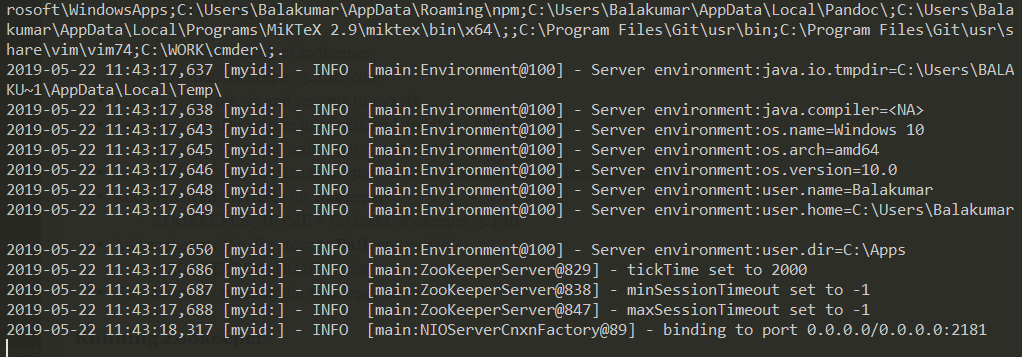 rosoft\WindowsApps;C:\Users\Balakumar\AppData\Roaming\npm;C:\Users\Balakumar\AppData\Local\Pandoc\;C:\Users\Bala
kumar\AppData\Local\Programs\MiKTeX 2.9\miktex\bin\x64\;;C:\Program Files\Git\usr\bin;C:\Program Files\Git\usr\s
hare\vim\vim74;C:\WORK\cmder\;.
2019-05-22 11:43:17,637 [myid:] - INFO  [main:Environment@100] - Server environment:java.io.tmpdir=C:\Users\BALA
KU~1\AppData\Local\Temp\
2019-05-22 11:43:17,638 [myid:] - INFO  [main:Environment@100] - Server environment:java.compiler=<NA>
2019-05-22 11:43:17,643 [myid:] - INFO  [main:Environment@100] - Server environment:os.name=Windows 10
2019-05-22 11:43:17,645 [myid:] - INFO  [main:Environment@100] - Server environment:os.arch=amd64
2019-05-22 11:43:17,646 [myid:] - INFO  [main:Environment@100] - Server environment:os.version=10.0
2019-05-22 11:43:17,648 [myid:] - INFO  [main:Environment@100] - Server environment:user.name=Balakumar
2019-05-22 11:43:17,649 [myid:] - INFO  [main:Environment@100] - Server environment:user.home=C:\Users\Balakumar
2019-05-22 11:43:17,650 [myid:] - INFO  [main:Environment@100] - Server environment:user.dir=C:\Apps
2019-05-22 11:43:17,686 [myid:] - INFO  [main:ZooKeeperServer@829] - tickTime set to 2000
2019-05-22 11:43:17,687 [myid:] - INFO  [main:ZooKeeperServer@838] - minSessionTimeout set to -1
2019-05-22 11:43:17,688 [myid:] - INFO  [main:ZooKeeperServer@847] - maxSessionTimeout set to -1
2019-05-22 11:43:18,317 [myid:] - INFO  [main:NIOServerCnxnFactory@89] - binding to port 0.0.0.0/0.0.0.0:2181
Running Zookeeper